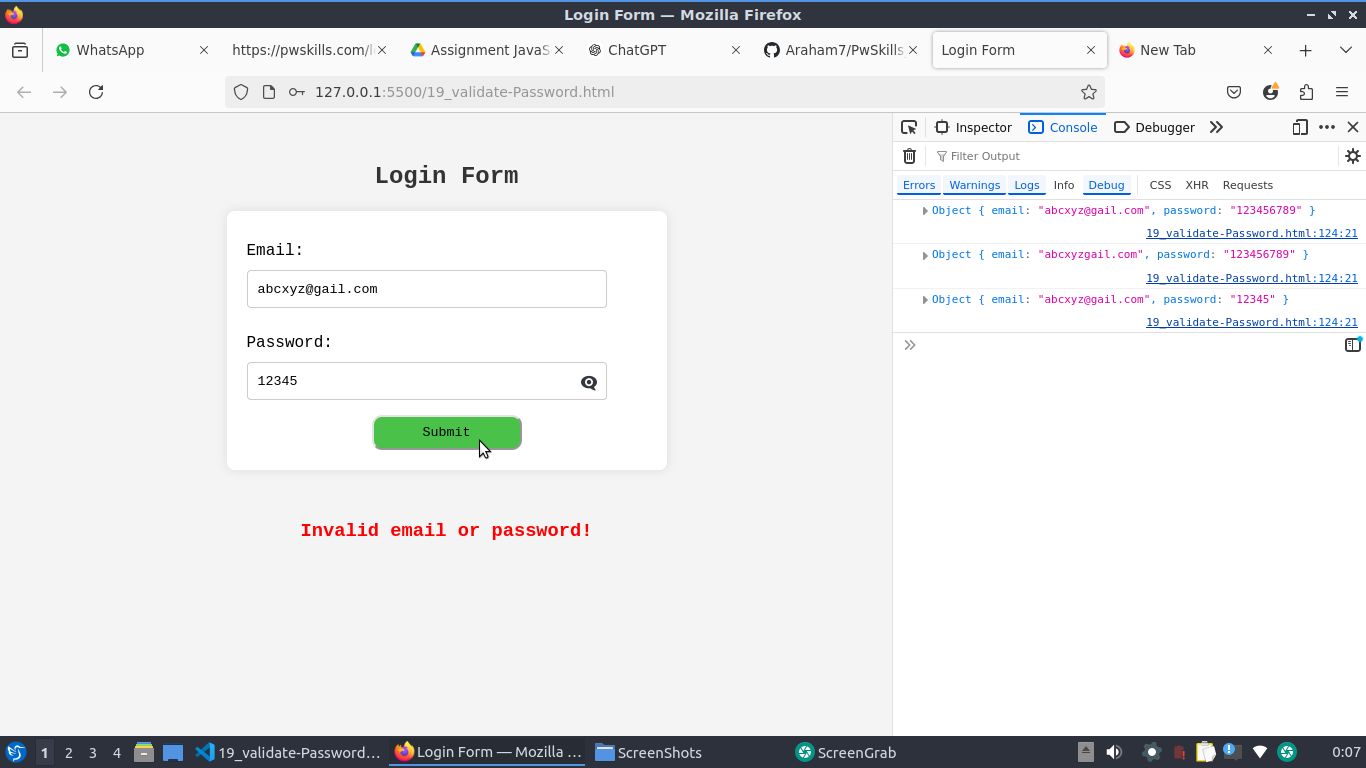 Login Form — Mozilla Firefox
WhatsApp
https://pwskills.com/l
Assignment JavaS
ChatGPT
Araham7/PwSkills
Login Form
New Tab
127.0.0.1:5500/19_validate-Password.html
Inspector
Console
Debugger
Filter Output
Errors
Warnings
Logs
Info
Debug
CSS
XHR
Requests
Login Form
Email:
abcxyz@gail.com
Password:
12345
Submit
Invalid email or password!
Object { email: "abcxyz@gail.com", password: "123456789" }
19_validate-Password.html:124:21
Object { email: "abcxyzgail.com", password: "123456789" }
19_validate-Password.html:124:21
Object { email: "abcxyz@gail.com", password: "12345" }
19_validate-Password.html:124:21
1
2
3
4
19_validate-Password...
Login Form — Mozilla ...
ScreenShots
ScreenGrab
0:07